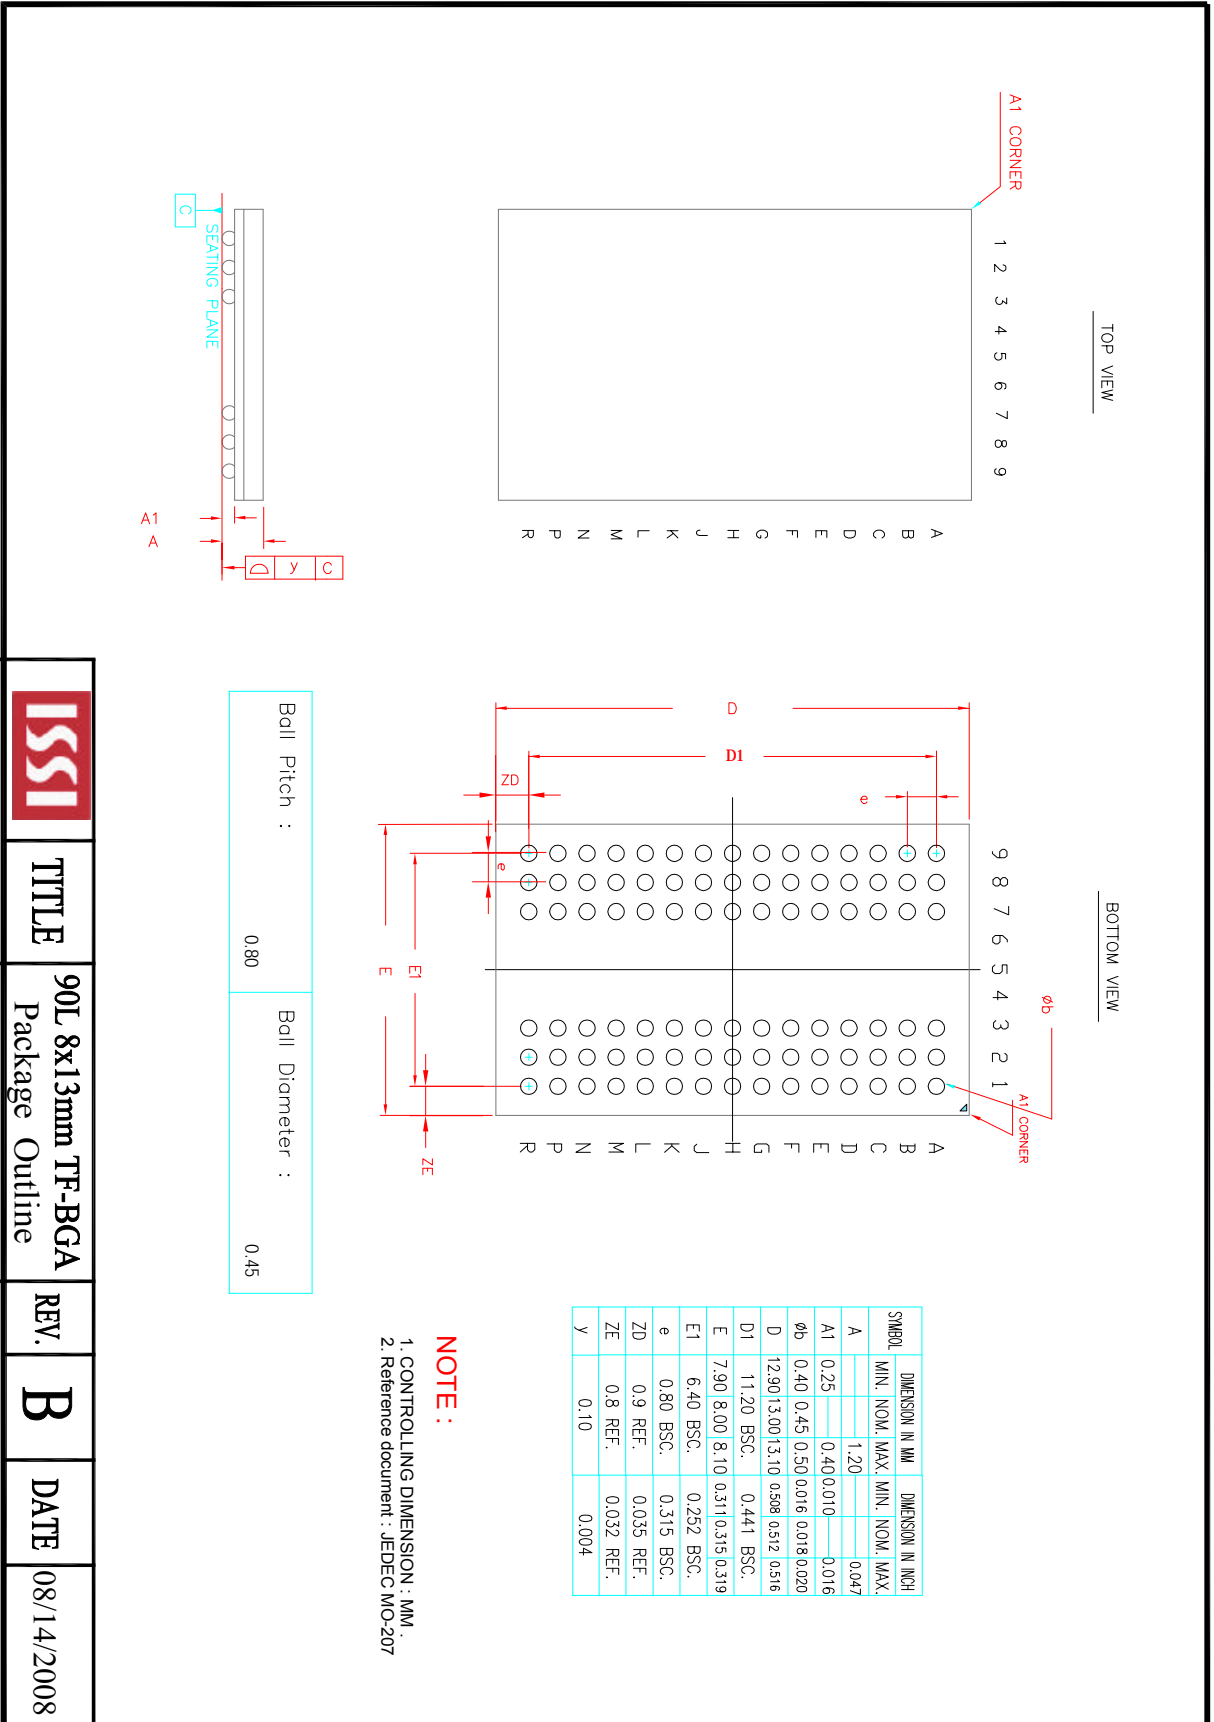 TOP VIEW
A1 CORNER
1 2 3 4 5 6 7 8 9
A
B
C
D
E
F
G
H
J
K
L
M
N
P
R
C
SEATING PLANE
A1
A
y C
BOTTOM VIEW
Øb
A1 CORNER
9 8 7 6 5 4 3 2 1
A
B
C
D
E
F
G
H
J
K
L
M
N
P
R
D
D1
ZD
e
e
E1
E
ZE
SYMBOL DIMENSION IN MM DIMENSION IN INCH
MIN. NOM. MAX. MIN. NOM. MAX.
A 1.20 0.047
A1 0.25 0.40 0.010 0.016
Øb 0.40 0.45 0.50 0.016 0.018 0.020
D 12.90 13.00 13.10 0.508 0.512 0.516
D1 11.20 BSC. 0.441 BSC.
E 7.90 8.00 8.10 0.311 0.315 0.319
E1 6.40 BSC. 0.252 BSC.
e 0.80 BSC. 0.315 BSC.
ZD 0.9 REF. 0.035 REF.
ZE 0.8 REF. 0.032 REF.
y 0.10 0.004
NOTE :
1. CONTROLLING DIMENSION : MM .
2. Reference document : JEDEC MO-207
Ball Pitch : 0.80
Ball Diameter : 0.45
ISSI
TITLE
90L 8x13mm TF-BGA
Package Outline
REV.
B
DATE
08/14/2008